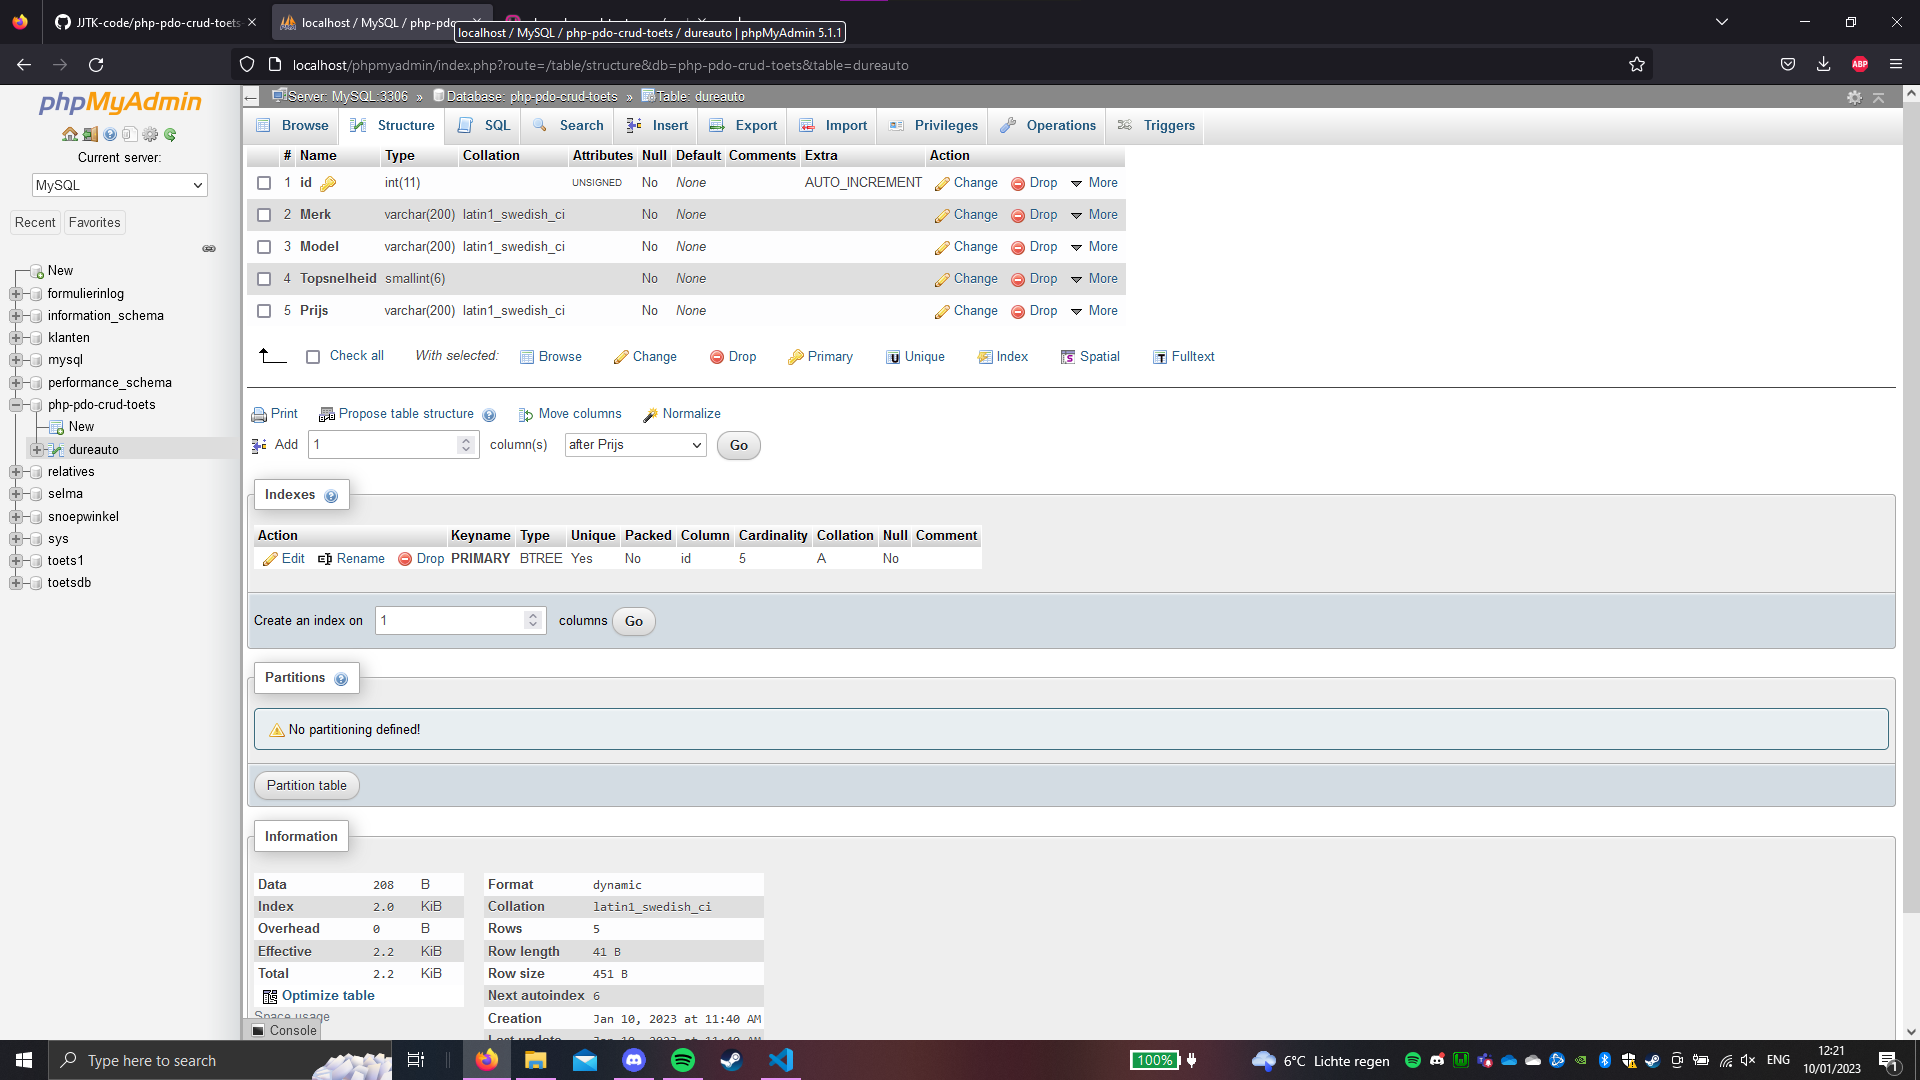 JJTK-code/php-pdo-crud-toets
localhost / MySQL / php-pdo
localhost / MySQL / php-pdo-crud-toets / dureauto | phpMyAdmin 5.1.1
localhost/phpmyadmin/index.php?route=/table/structure&db=php-pdo-crud-toets&table=dureauto
ABP
phpMyAdmin
Server: MySQL:3306 » Database: php-pdo-crud-toets » Table: dureauto
Browse Structure SQL Search Insert Export Import Privileges Operations Triggers
Current server:
MySQL
Recent Favorites
New
formulierinlog
information_schema
klanten
mysql
performance_schema
php-pdo-crud-toets
New
dureauto
relatives
selma
snoepwinkel
sys
toets1
toetsdb
# Name Type Collation Attributes Null Default Comments Extra Action
1 id int(11) UNSIGNED No None AUTO_INCREMENT Change Drop More
2 Merk varchar(200) latin1_swedish_ci No None Change Drop More
3 Model varchar(200) latin1_swedish_ci No None Change Drop More
4 Topsnelheid smallint(6) No None Change Drop More
5 Prijs varchar(200) latin1_swedish_ci No None Change Drop More
Check all With selected: Browse Change Drop Primary Unique Index Spatial Fulltext
Print Propose table structure Move columns Normalize
Add 1 column(s) after Prijs Go
Indexes
Action Keyname Type Unique Packed Column Cardinality Collation Null Comment
Edit Rename Drop PRIMARY BTREE Yes No id 5 A No
Create an index on 1 columns Go
Partitions
No partitioning defined!
Partition table
Information
Data 208 B
Index 2.0 KiB
Overhead 0 B
Effective 2.2 KiB
Total 2.2 KiB
Optimize table
Space usage
Format dynamic
Collation latin1_swedish_ci
Rows 5
Row length 41 B
Row size 451 B
Next autoindex 6
Creation Jan 10, 2023 at 11:40 AM
Console
Type here to search
100%
6°C Lichte regen
ENG
12:21
10/01/2023
1